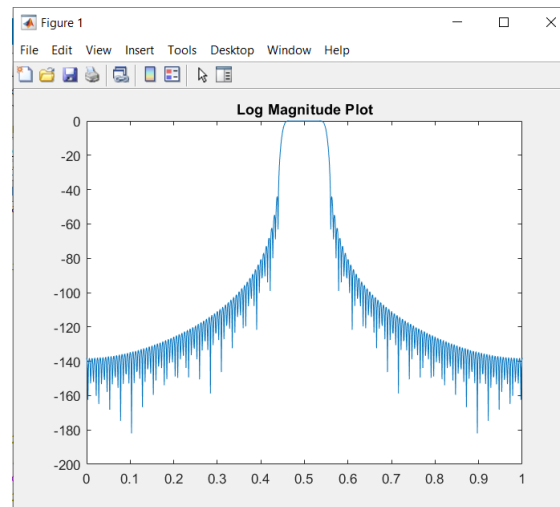 Figure 1
File Edit View Insert Tools Desktop Window Help
Log Magnitude Plot
0
-20
-40
-60
-80
-100
-120
-140
-160
-180
-200
0 0.1 0.2 0.3 0.4 0.5 0.6 0.7 0.8 0.9 1